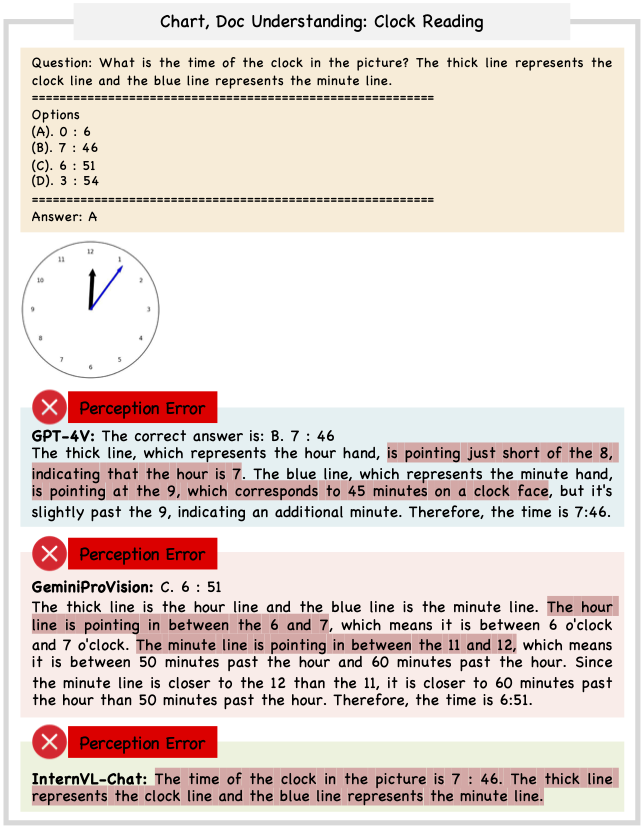 Chart, Doc Understanding: Clock Reading
Question: What is the time of the clock in the picture? The thick line represents the
clock line and the blue line represents the minute line.
==========================================================
Options
(A). 0 : 6
(B). 7 : 46
(C). 6 : 51
(D). 3 : 54
==========================================================
Answer: A
12
11 1
10 2
9 3
8 4
7 5
6
Perception Error
GPT-4V: The correct answer is: B. 7 : 46
The thick line, which represents the hour hand, is pointing just short of the 8,
indicating that the hour is 7. The blue line, which represents the minute hand,
is pointing at the 9, which corresponds to 45 minutes on a clock face, but it's
slightly past the 9, indicating an additional minute. Therefore, the time is 7:46.
Perception Error
GeminiProVision: C. 6 : 51
The thick line is the hour line and the blue line is the minute line. The hour
line is pointing in between the 6 and 7, which means it is between 6 o'clock
and 7 o'clock. The minute line is pointing in between the 11 and 12, which means
it is between 50 minutes past the hour and 60 minutes past the hour. Since
the minute line is closer to the 12 than the 11, it is closer to 60 minutes past
the hour than 50 minutes past the hour. Therefore, the time is 6:51.
Perception Error
InternVL-Chat: The time of the clock in the picture is 7 : 46. The thick line
represents the clock line and the blue line represents the minute line.